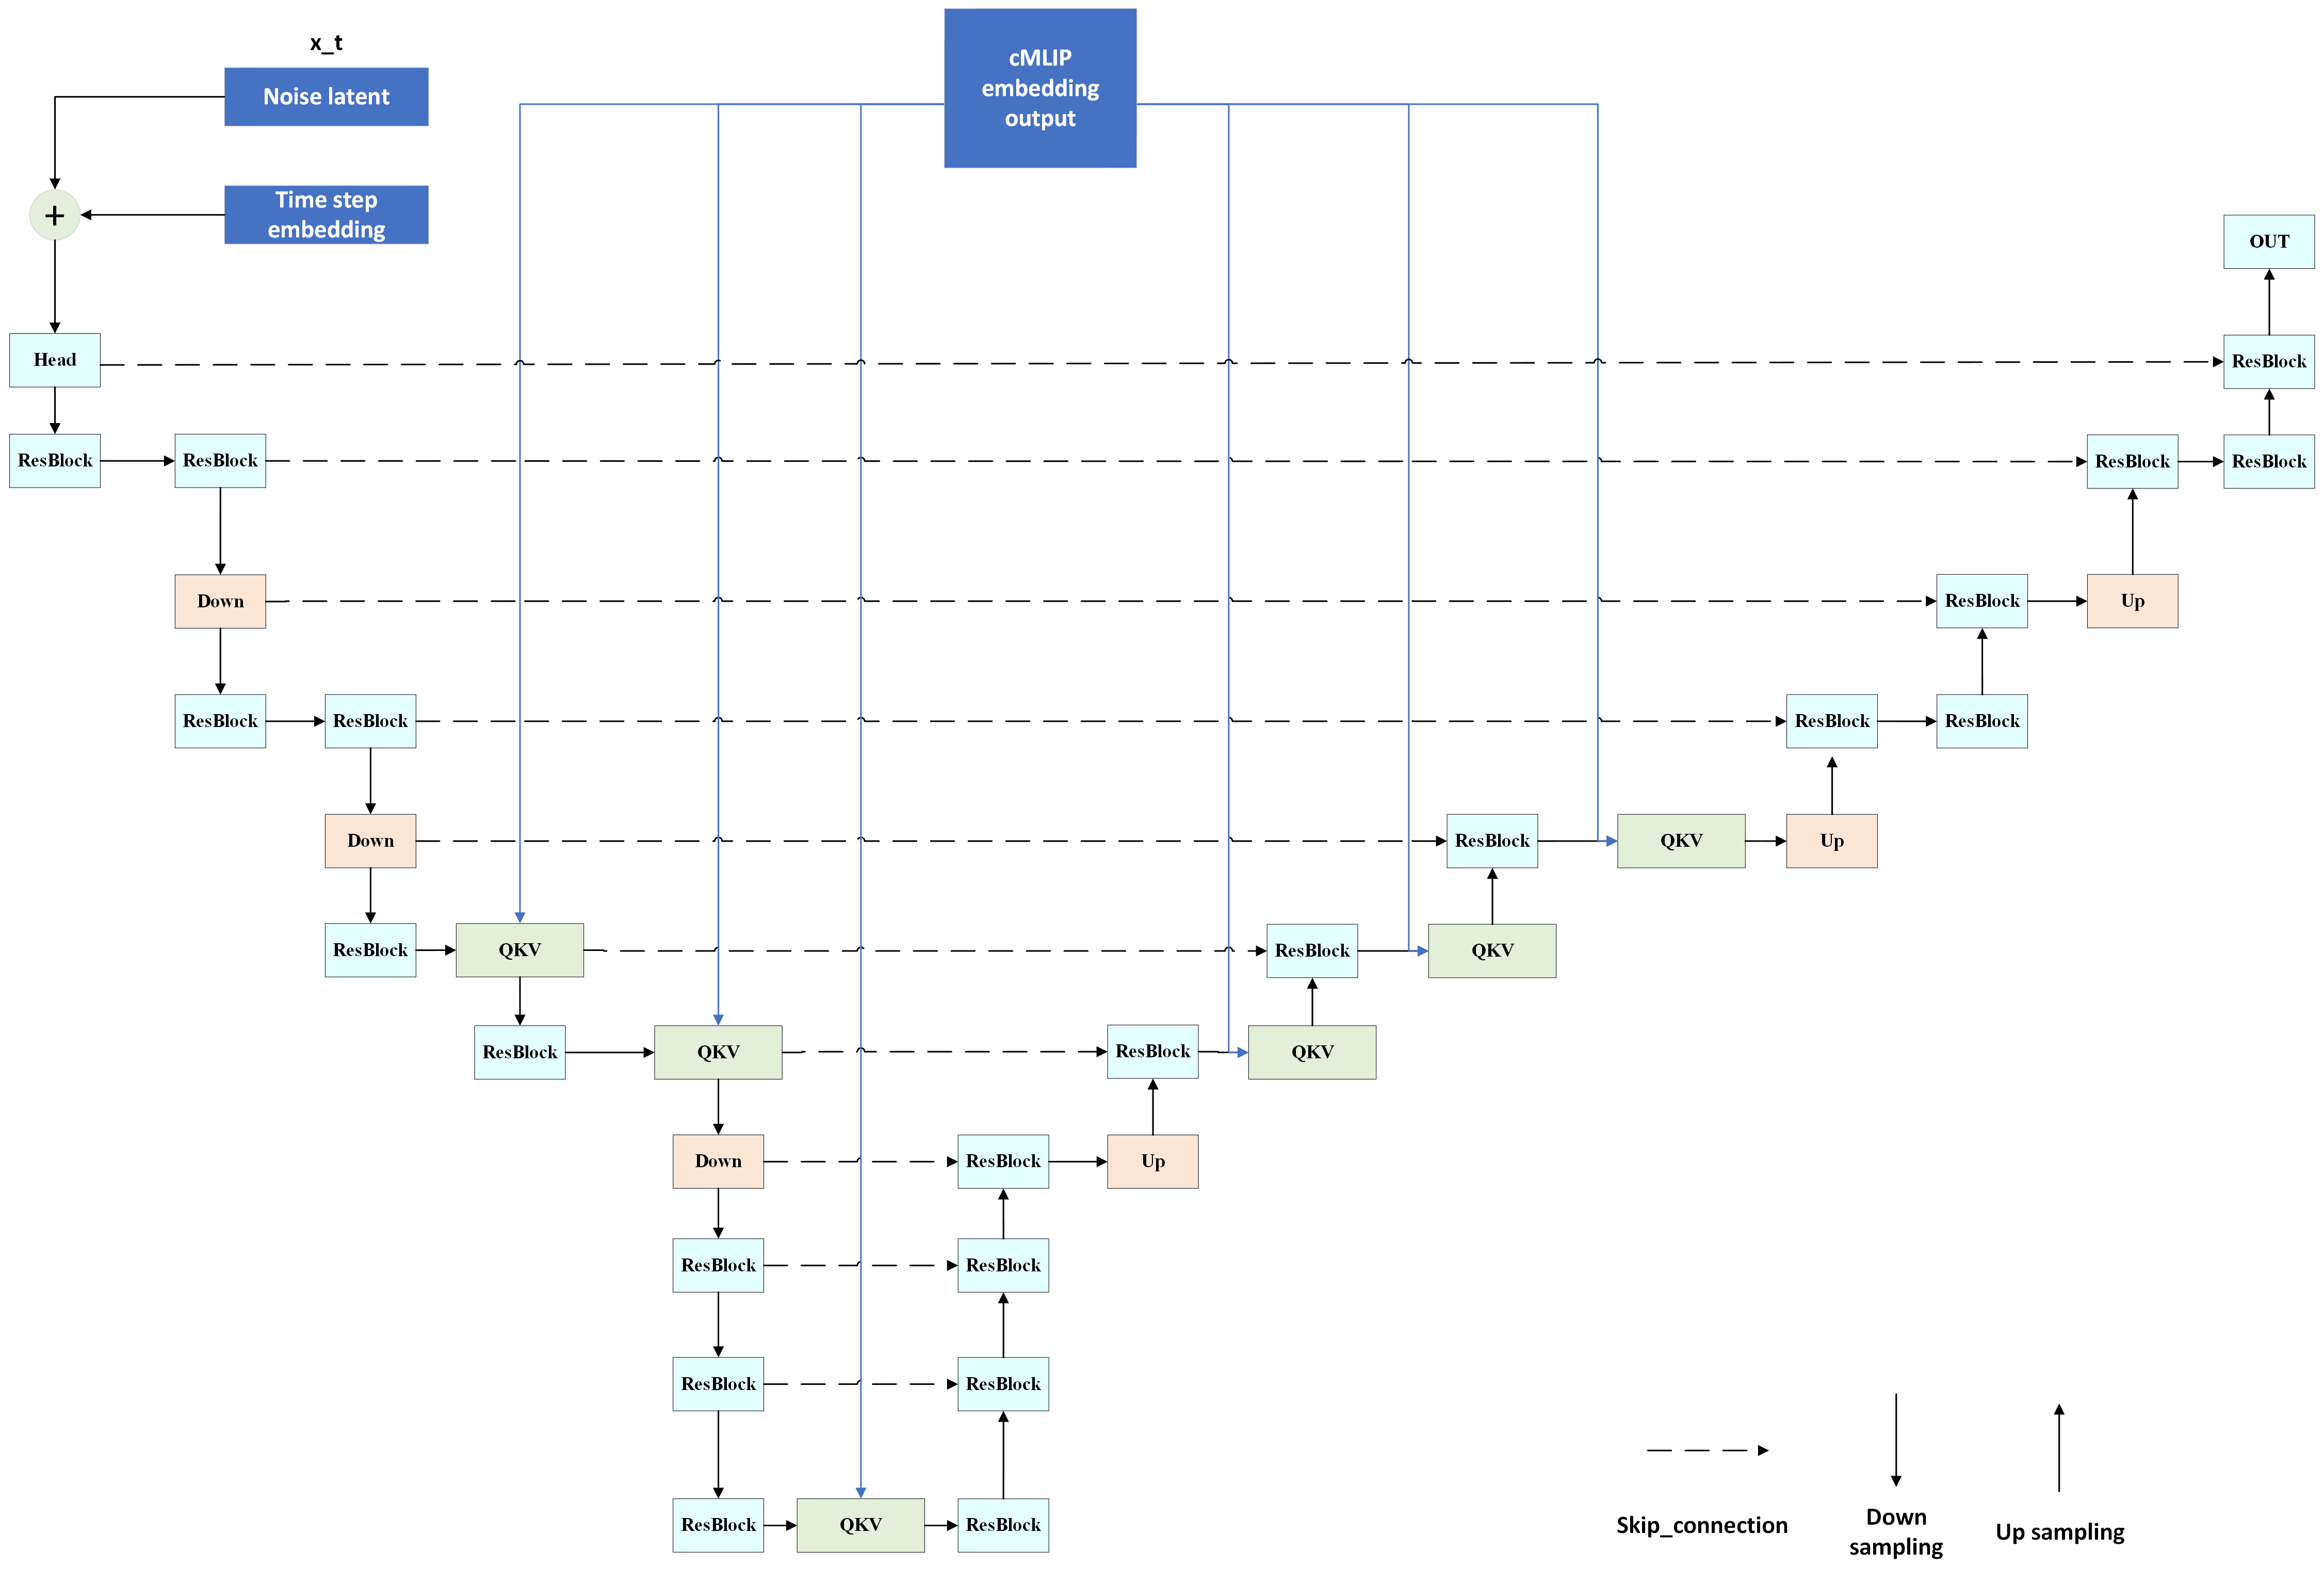 x_t
cMLIP
embedding
output
Noise latent
Time step
embedding
+
OUT
Head
ResBlock
ResBlock
ResBlock
ResBlock
ResBlock
Down
ResBlock
Up
ResBlock
ResBlock
ResBlock
ResBlock
Down
ResBlock
QKV
Up
ResBlock
QKV
ResBlock
QKV
ResBlock
QKV
ResBlock
QKV
Down
ResBlock
Up
ResBlock
ResBlock
ResBlock
ResBlock
ResBlock
QKV
ResBlock
Skip_connection
Down
sampling
Up sampling